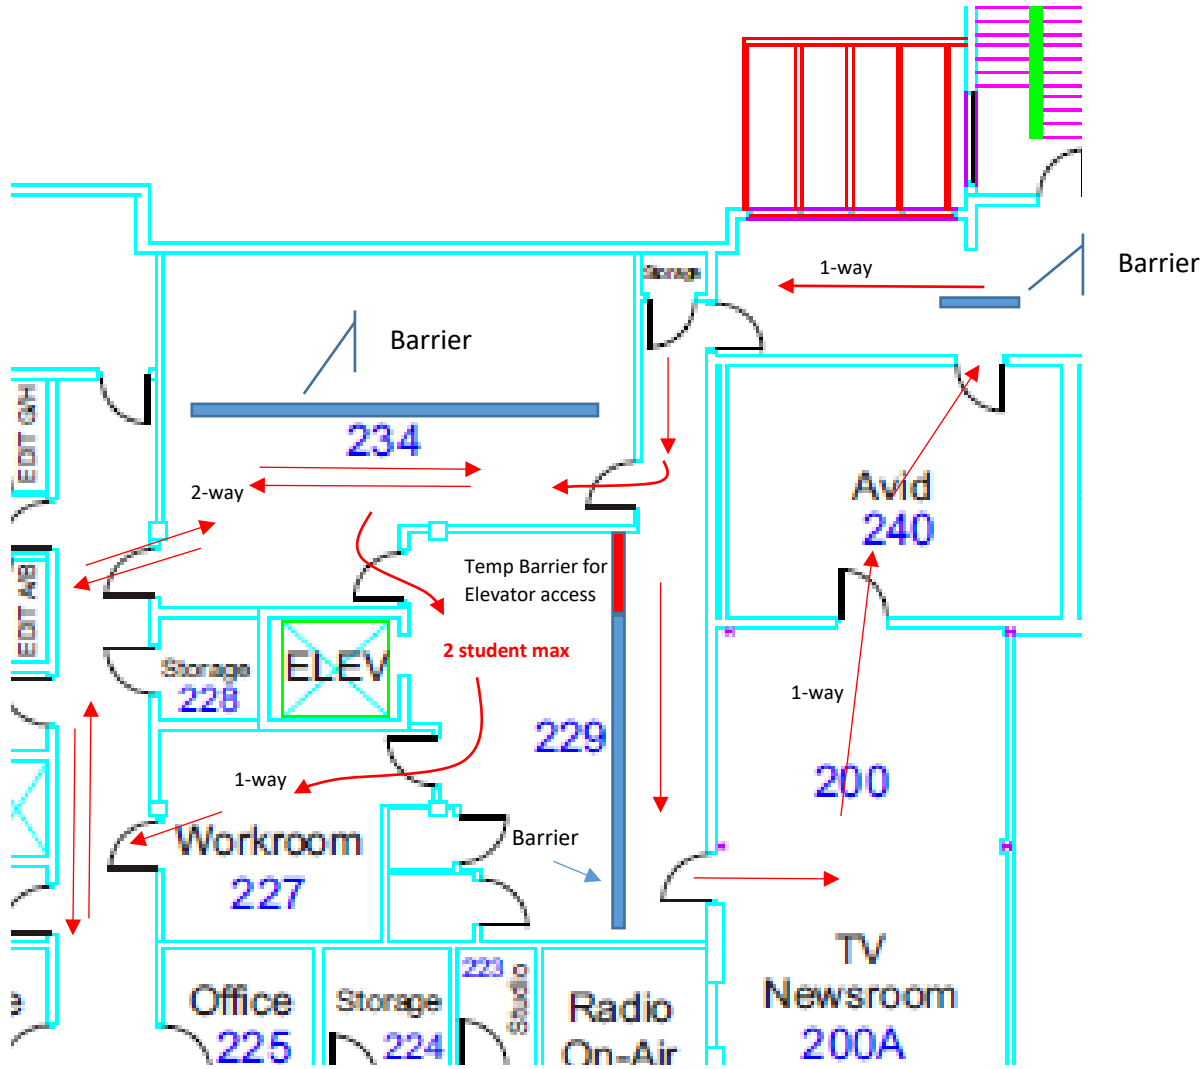 1-way
Barrier
Storage
Barrier
EDT G/H
234
2-way
Avid
240
Temp Barrier for
Elevator access
EDT A/B
ELEV
2 student max
Storage
228
1-way
229
1-way
200
Barrier
Workroom
227
TV
Newsroom
200A
Office
225
Storage
224
223
Studio
Radio
On-Air
e